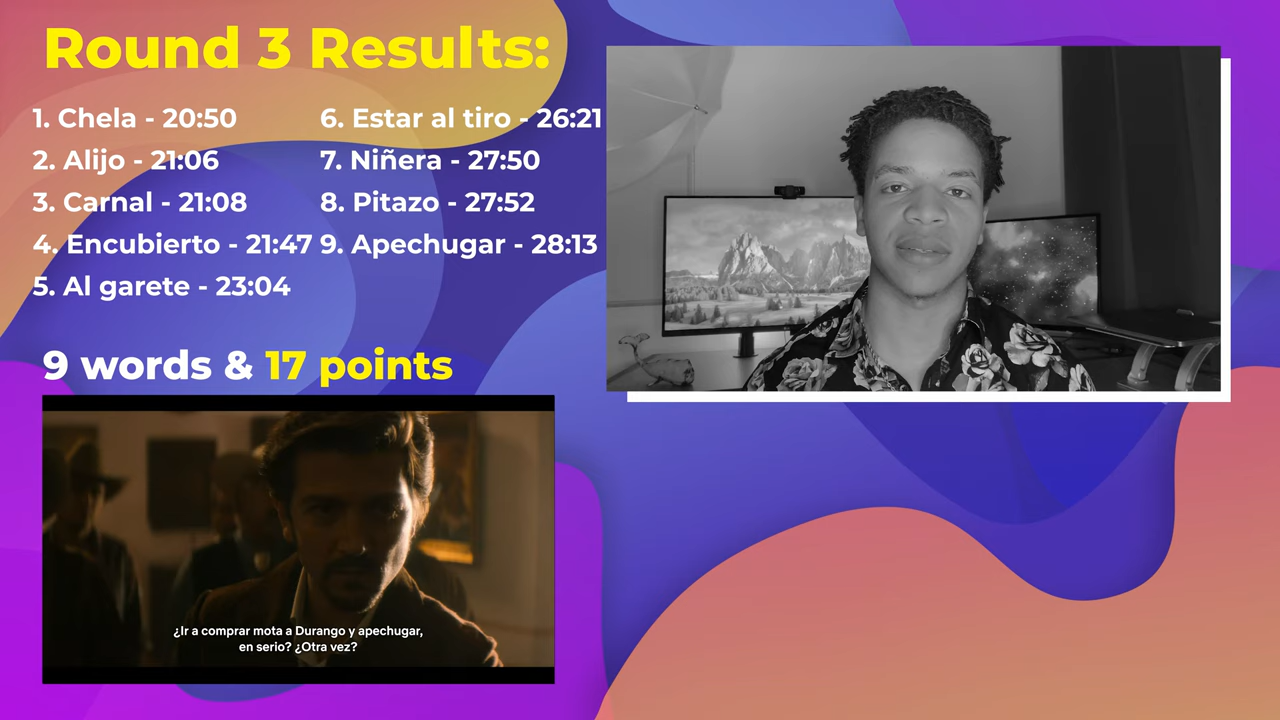 Round 3 Results:
1. Chela - 20:50
2. Alijo - 21:06
3. Carnal - 21:08
4. Encubierto - 21:47
5. Al garete - 23:04
6. Estar al tiro - 26:21
7. Niñera - 27:50
8. Pitazo - 27:52
9. Apechugar - 28:13
9 words & 17 points
¿Ir a comprar mota a Durango y apechugar,
en serio? ¿Otra vez?